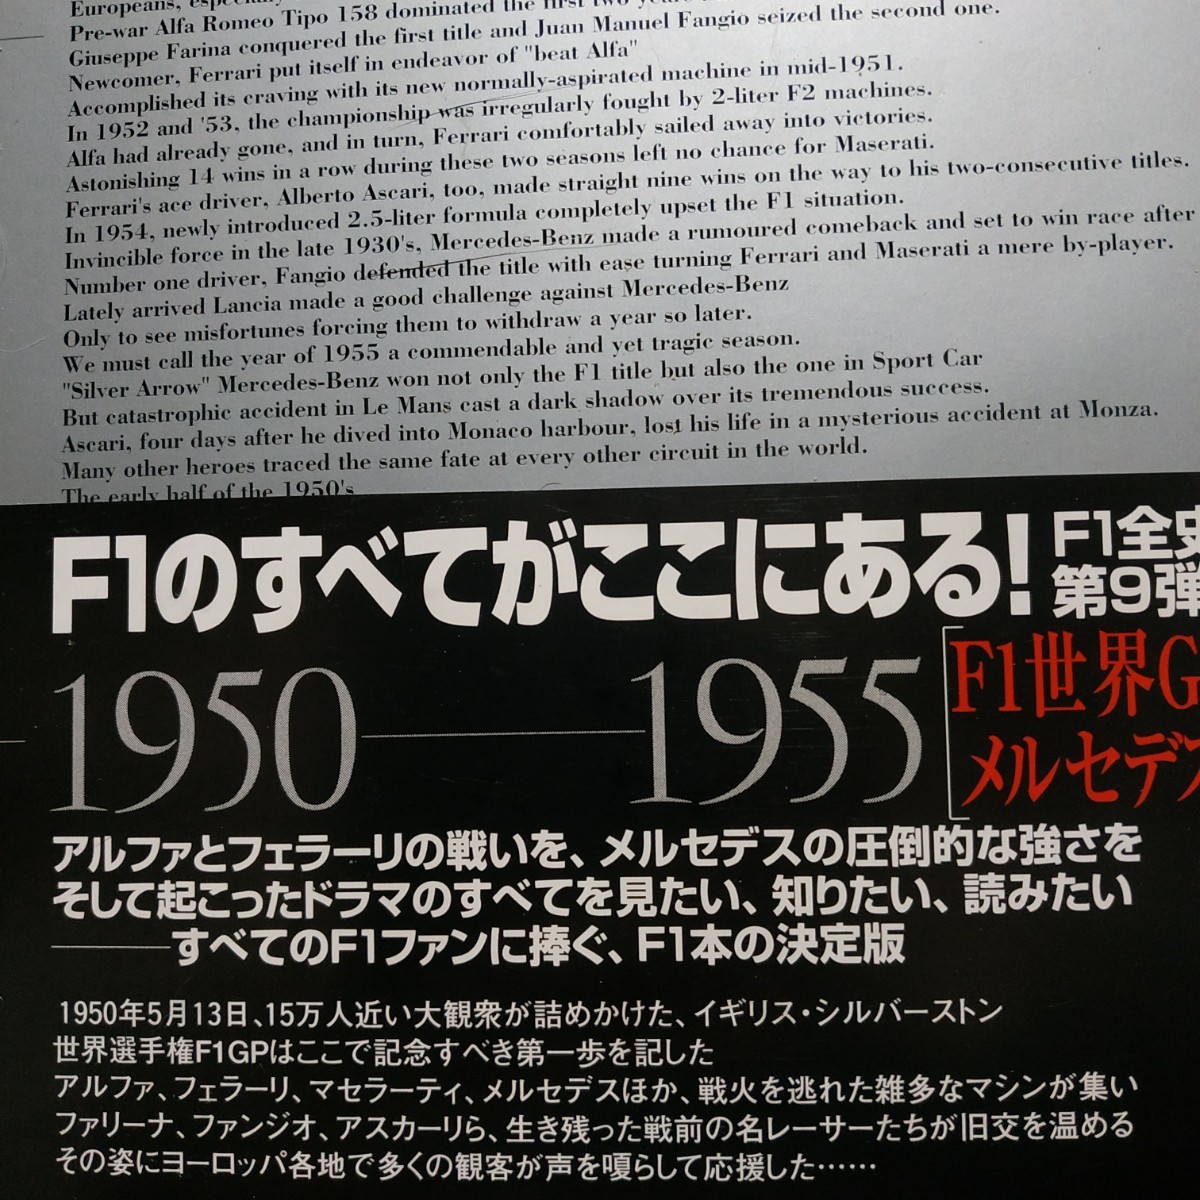 Europeans,
Pre-war Alfa Romeo Tipo 158 dominated the first two
Giuseppe Farina conquered the first title and Juan Manuel Fangio seized the second one.
Newcomer, Ferrari put itself in endeavor of "beat Alfa"
Accomplished its craving with its new normally-aspirated machine in mid-1951.
In 1952 and '53, the championship was irregularly fought by 2-liter F2 machines.
Alfa had already gone, and in turn, Ferrari comfortably sailed away into victories.
Astonishing 14 wins in a row during these two seasons left no chance for Maserati.
Ferrari's ace driver, Alberto Ascari, too, made straight nine wins on the way to his two-consecutive titles.
In 1954, newly introduced 2.5-liter formula completely upset the F1 situation.
Invincible force in the late 1930's, Mercedes-Benz made a rumoured comeback and set to win race after
Number one driver, Fangio defended the title with ease turning Ferrari and Maserati a mere by-player.
Lately arrived Lancia made a good challenge against Mercedes-Benz
Only to see misfortunes forcing them to withdraw a year so later.
We must call the year of 1955 a commendable and yet tragic season.
"Silver Arrow" Mercedes-Benz won not only the F1 title but also the one in Sport Car
But catastrophic accident in Le Mans cast a dark shadow over its tremendous success.
Ascari, four days after he dived into Monaco harbour, lost his life in a mysterious accident at Monza.
Many other heroes traced the same fate at every other circuit in the world.
The early half of the 1950's
F1のすべてがここにある!
F1全史
第9弾
1950 — 1955
[F1世界G
メルセデス
アルファとフェラーリの戦いを、メルセデスの圧倒的な強さを
そして起こったドラマのすべてを見たい、知りたい、読みたい
——すべてのF1ファンに捧ぐ、F1本の決定版
1950年5月13日、15万人近い大観衆が詰めかけた、イギリス・シルバーストン
世界選手権F1GPはここで記念すべき第一歩を記した
アルファ、フェラーリ、マセラーティ、メルセデスほか、戦火を逃れた雑多なマシンが集い
ファリーナ、ファンジオ、アスカーリら、生き残った戦前の名レーサーたちが旧交を温める
その姿にヨーロッパ各地で多くの観客が声を嗄らして応援した……